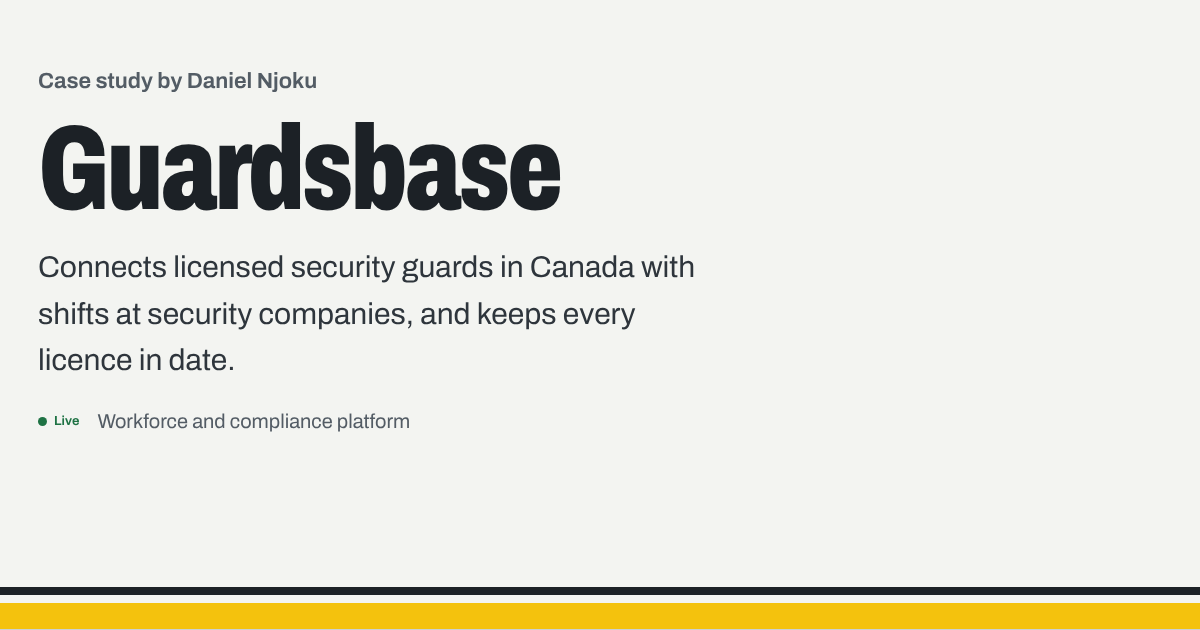 Case study by Daniel Njoku
Guardsbase
Connects licensed security guards in Canada with
shifts at security companies, and keeps every
licence in date.
Live Workforce and compliance platform